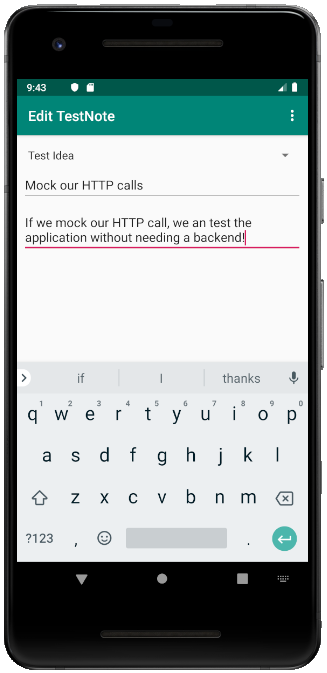 9:43
Edit TestNote
Test Idea
Mock our HTTP calls
If we mock our HTTP call, we an test the
application without needing a backend!
if I thanks
1 2 3 4 5 6 7 8 9 0
q w e r t y u i o p
a s d f g h j k l
z x c v b n m
?123 , .